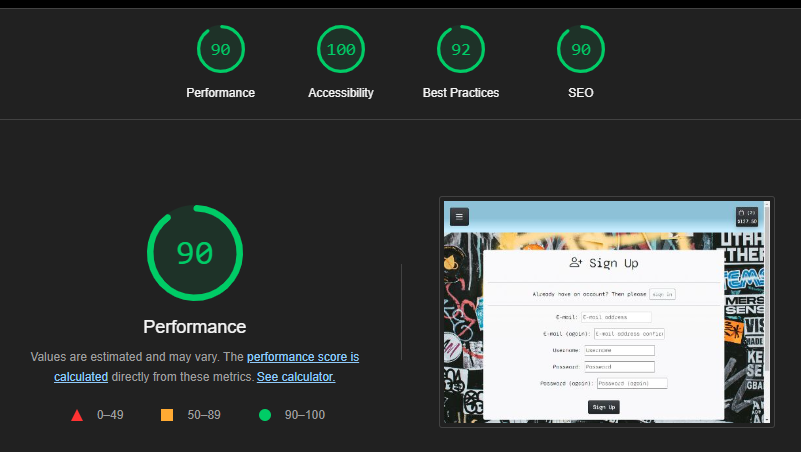 90
100
92
90
Performance
Accessibility
Best Practices
SEO
90
Performance
Values are estimated and may vary. The performance score is
calculated directly from these metrics. See calculator.
0–49
50–89
90–100
Sign Up
Already have an account? Then please sign in
E-mail: E-mail address
E-mail (again): E-mail address confir
Username: Username
Password: Password
Password (again): Password (again)
Sign Up